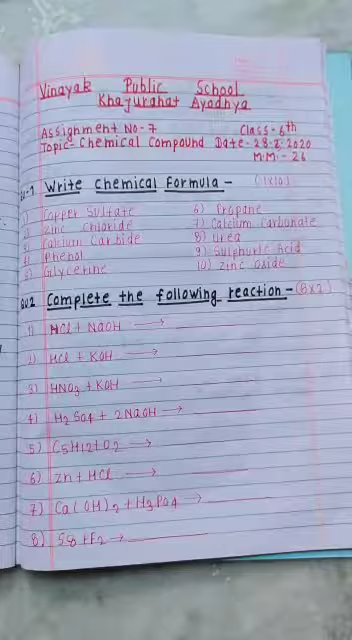 Vinayak Public School
Khajurahat Ayodhya
Assignment No-7 Class-6th
Topic-Chemical Compound Date-28.2.2020
M.M.-26
Qu-1 Write Chemical Formula - (1x10)
1) Copper Sulfate 6) Propane
2) Zinc chloride 7) Calcium Carbonate
3) Calcium Carbide 8) Urea
4) Phenol 9) Sulphuric Acid
5) Glycerine 10) Zinc oxide
Qu2 Complete the following reaction-(8x2)
1) HCl + NaOH →
2) HCl + KOH →
3) HNO3 + KOH →
4) H2SO4 + 2NaOH →
5) C5H12+O2 →
6) Zn + HCl →
7) Ca(OH)2 + H3PO4 →
8) S8+F2 →